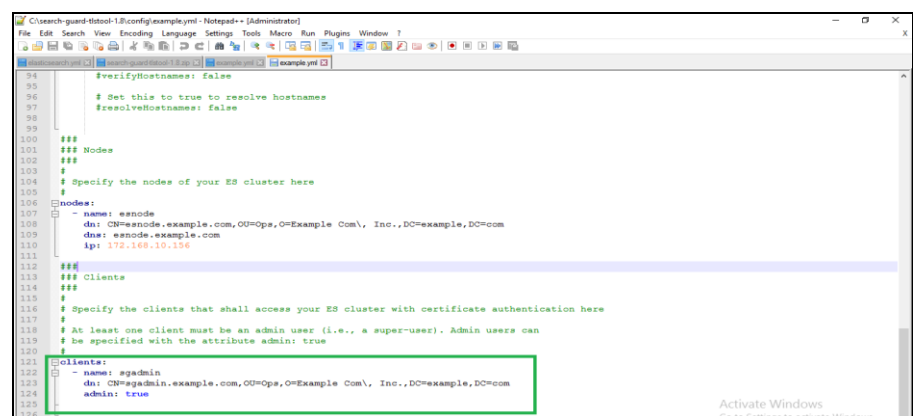 C:\search-guard-tlstool-1.8\config\example.yml - Notepad++ [Administrator]
File Edit Search View Encoding Language Settings Tools Macro Run Plugins Window ? X
elasticsearch.yml search-guard-tlstool-1.8.zip example.yml example.yml
94 #verifyHostnames: false
95
96 # Set this to true to resolve hostnames
97 #resolveHostnames: false
98
99
100 ###
101 ### Nodes
102 ###
103 #
104 # Specify the nodes of your ES cluster here
105 #
106 nodes:
107 - name: esnode
108 dn: CN=esnode.example.com,OU=Ops,O=Example Com\, Inc.,DC=example,DC=com
109 dns: esnode.example.com
110 ip: 172.168.10.156
111
112 ###
113 ### Clients
114 ###
115 #
116 # Specify the clients that shall access your ES cluster with certificate authentication here
117 #
118 # At least one client must be an admin user (i.e., a super-user). Admin users can
119 # be specified with the attribute admin: true
120 #
121 clients:
122 - name: sgadmin
123 dn: CN=sgadmin.example.com,OU=Ops,O=Example Com\, Inc.,DC=example,DC=com
124 admin: true
125
Activate Windows
126